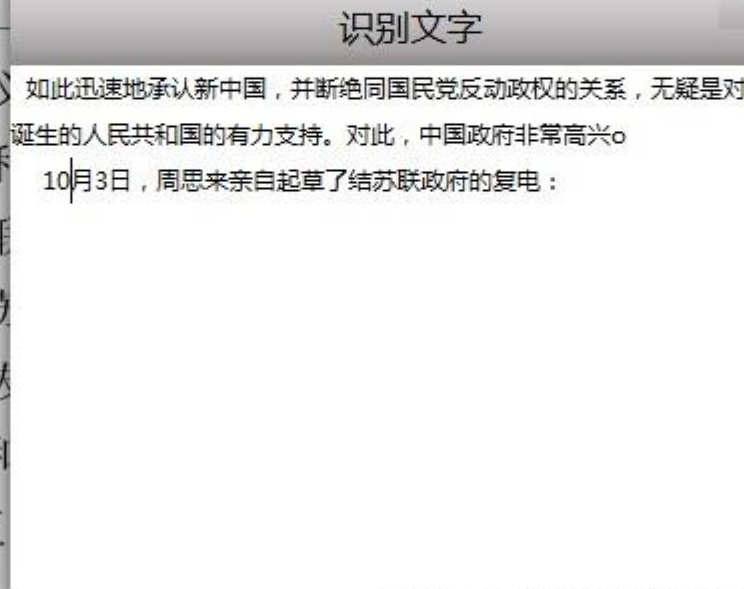 识别文字
如此迅速地承认新中国，并断绝同国民党反动政权的关系，无疑是对
诞生的人民共和国的有力支持。对此，中国政府非常高兴o
10月3日，周思来亲自起草了结苏联政府的复电：